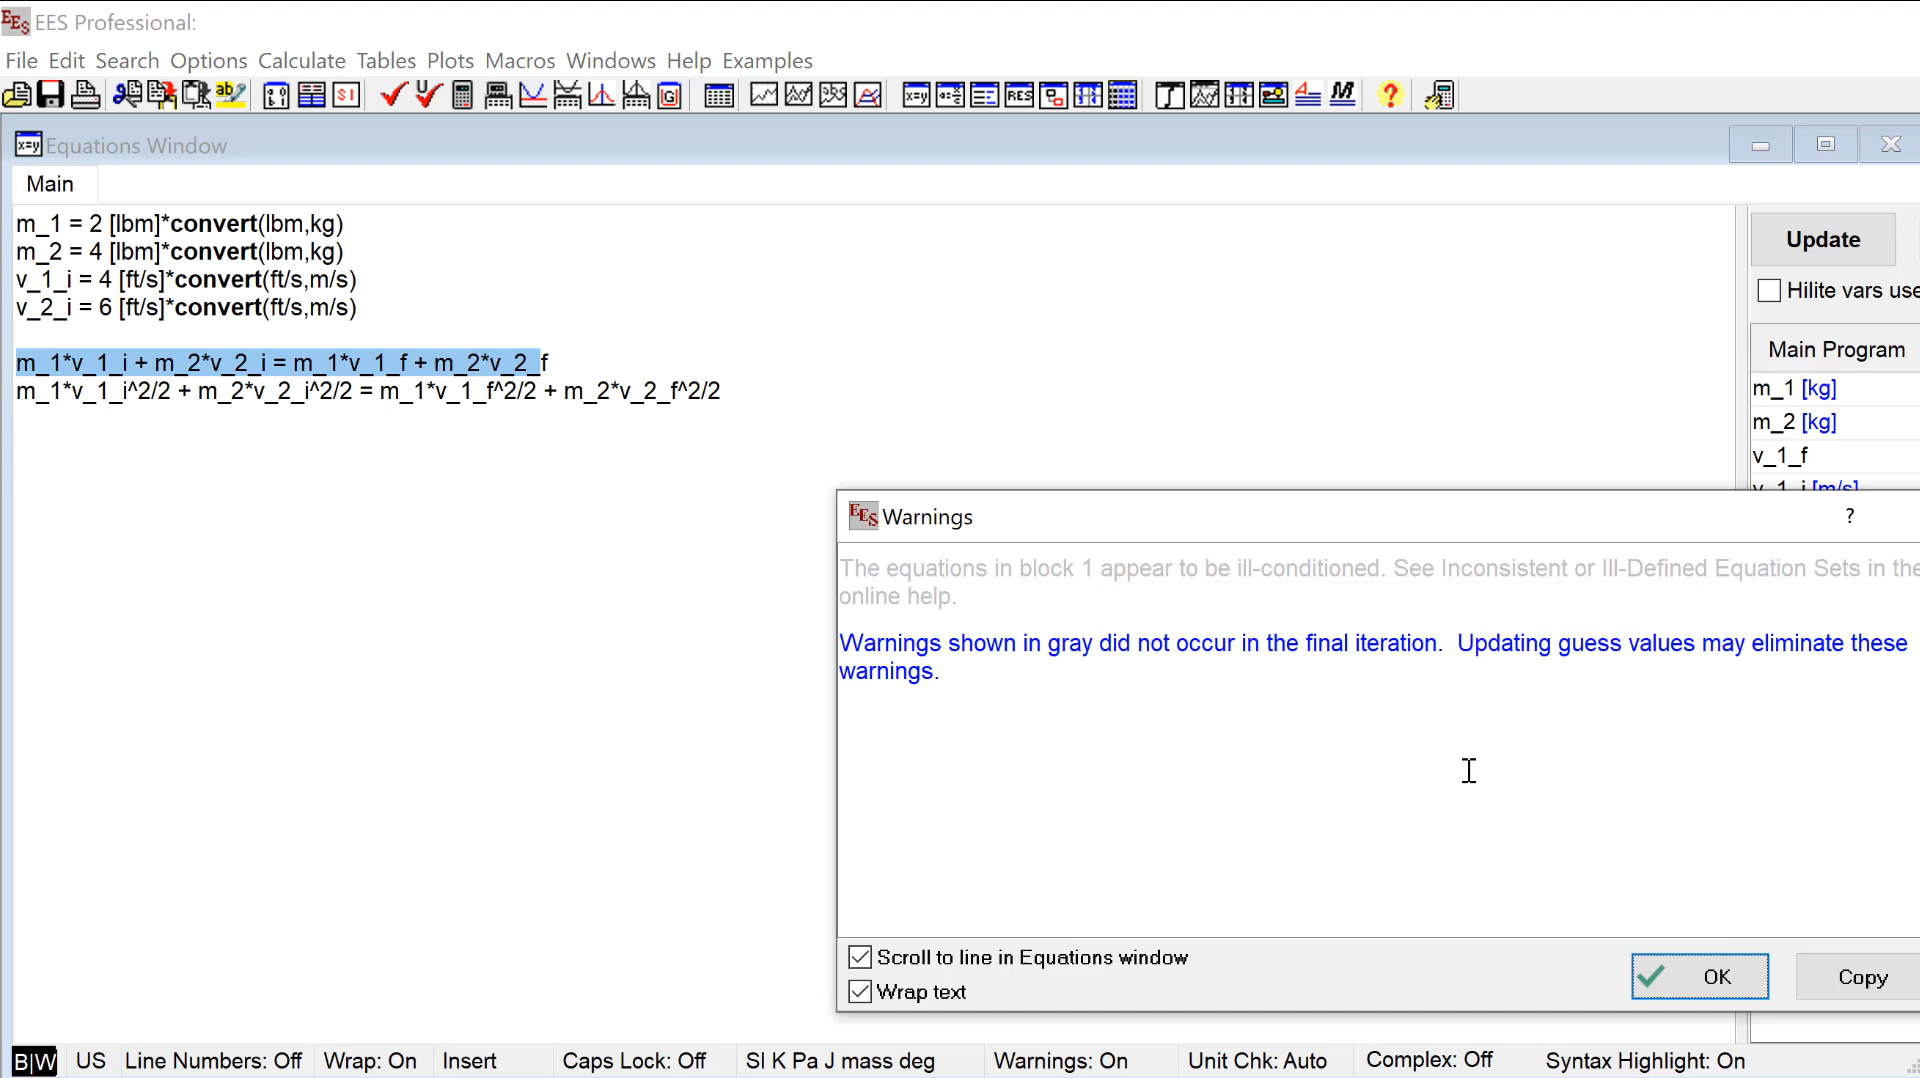 EES EES Professional:
File Edit Search Options Calculate Tables Plots Macros Windows Help Examples
x=y Equations Window
Main
m_1 = 2 [lbm]*convert(lbm,kg)
m_2 = 4 [lbm]*convert(lbm,kg)
v_1_i = 4 [ft/s]*convert(ft/s,m/s)
v_2_i = 6 [ft/s]*convert(ft/s,m/s)
m_1*v_1_i + m_2*v_2_i = m_1*v_1_f + m_2*v_2_f
m_1*v_1_i^2/2 + m_2*v_2_i^2/2 = m_1*v_1_f^2/2 + m_2*v_2_f^2/2
Update
Hilite vars use
Main Program
m_1 [kg]
m_2 [kg]
v_1_f
v_1_i [m/s]
EES Warnings
?
The equations in block 1 appear to be ill-conditioned. See Inconsistent or Ill-Defined Equation Sets in the
online help.
Warnings shown in gray did not occur in the final iteration. Updating guess values may eliminate these
warnings.
Scroll to line in Equations window
Wrap text
OK
Copy
B|W US Line Numbers: Off Wrap: On Insert Caps Lock: Off SI K Pa J mass deg Warnings: On Unit Chk: Auto Complex: Off Syntax Highlight: On